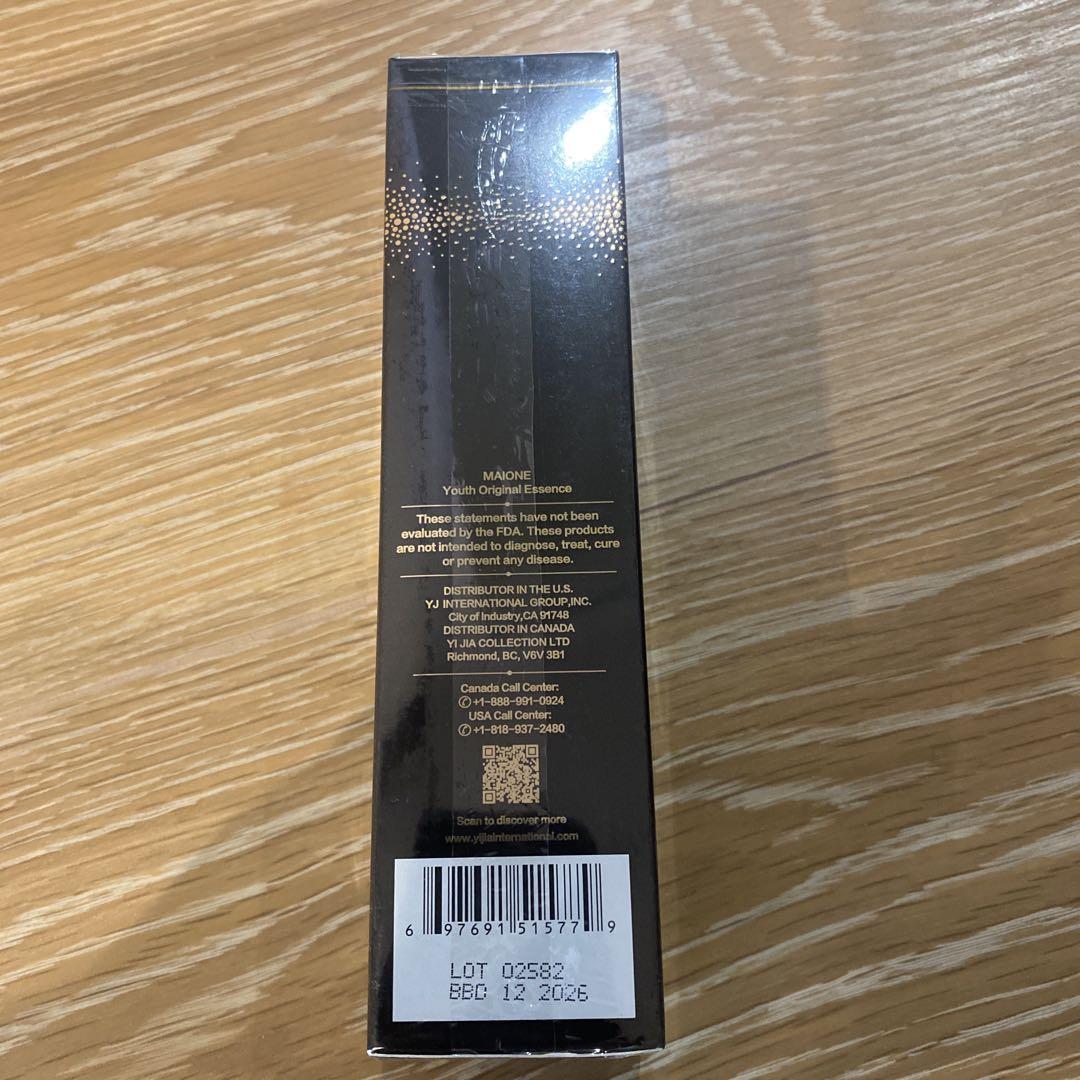 MAIONE
Youth Original Essence
These statements have not been
evaluated by the FDA. These products
are not intended to diagnose, treat, cure
or prevent any disease.
DISTRIBUTOR IN THE U.S.
YJ INTERNATIONAL GROUP,INC.
City of Industry,CA 91748
DISTRIBUTOR IN CANADA
YI JIA COLLECTION LTD
Richmond, BC, V6V 3B1
Canada Call Center:
✆+1-888-991-0924
USA Call Center:
✆+1-818-937-2480
Scan to discover more
www.yijiainternational.com
6 97691 51577 9
LOT 02582
BBD 12 2026